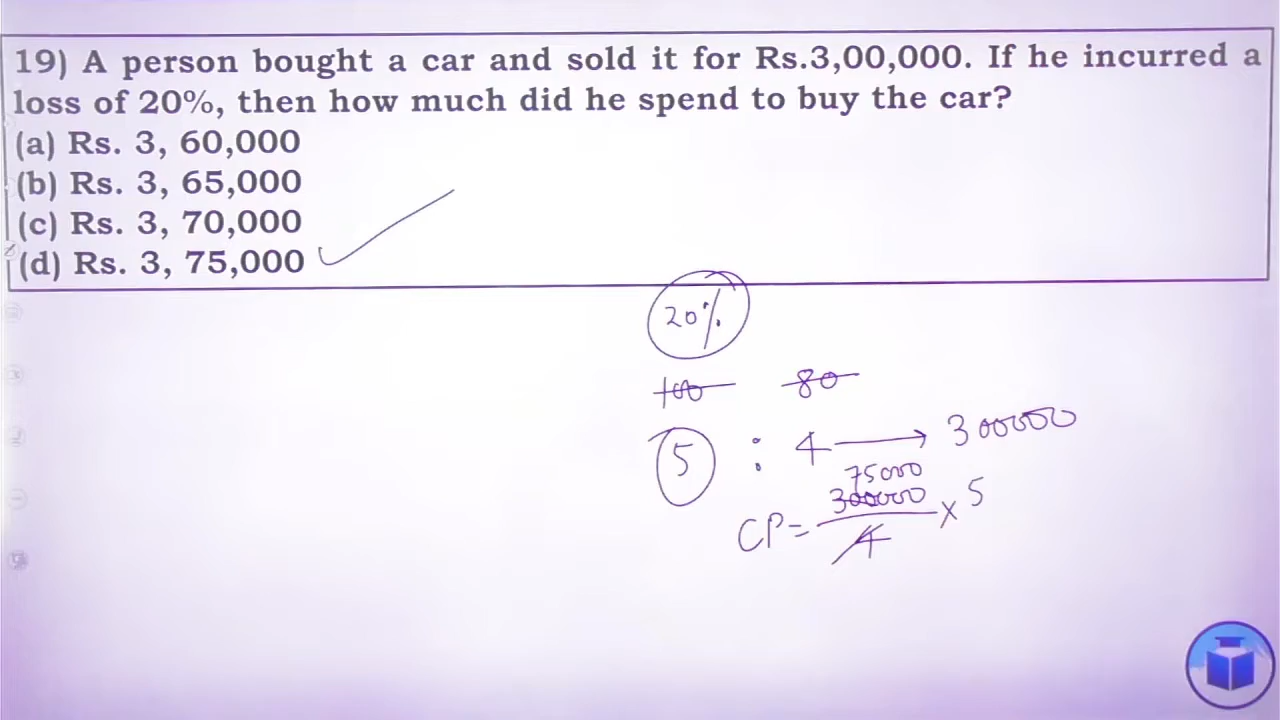 19) A person bought a car and sold it for Rs.3,00,000. If he incurred a
loss of 20%, then how much did he spend to buy the car?
(a) Rs. 3, 60,000
(b) Rs. 3, 65,000
(c) Rs. 3, 70,000
(d) Rs. 3, 75,000
20%
100 80
5 : 4 → 300000
75000
CP = 300000/4 × 5